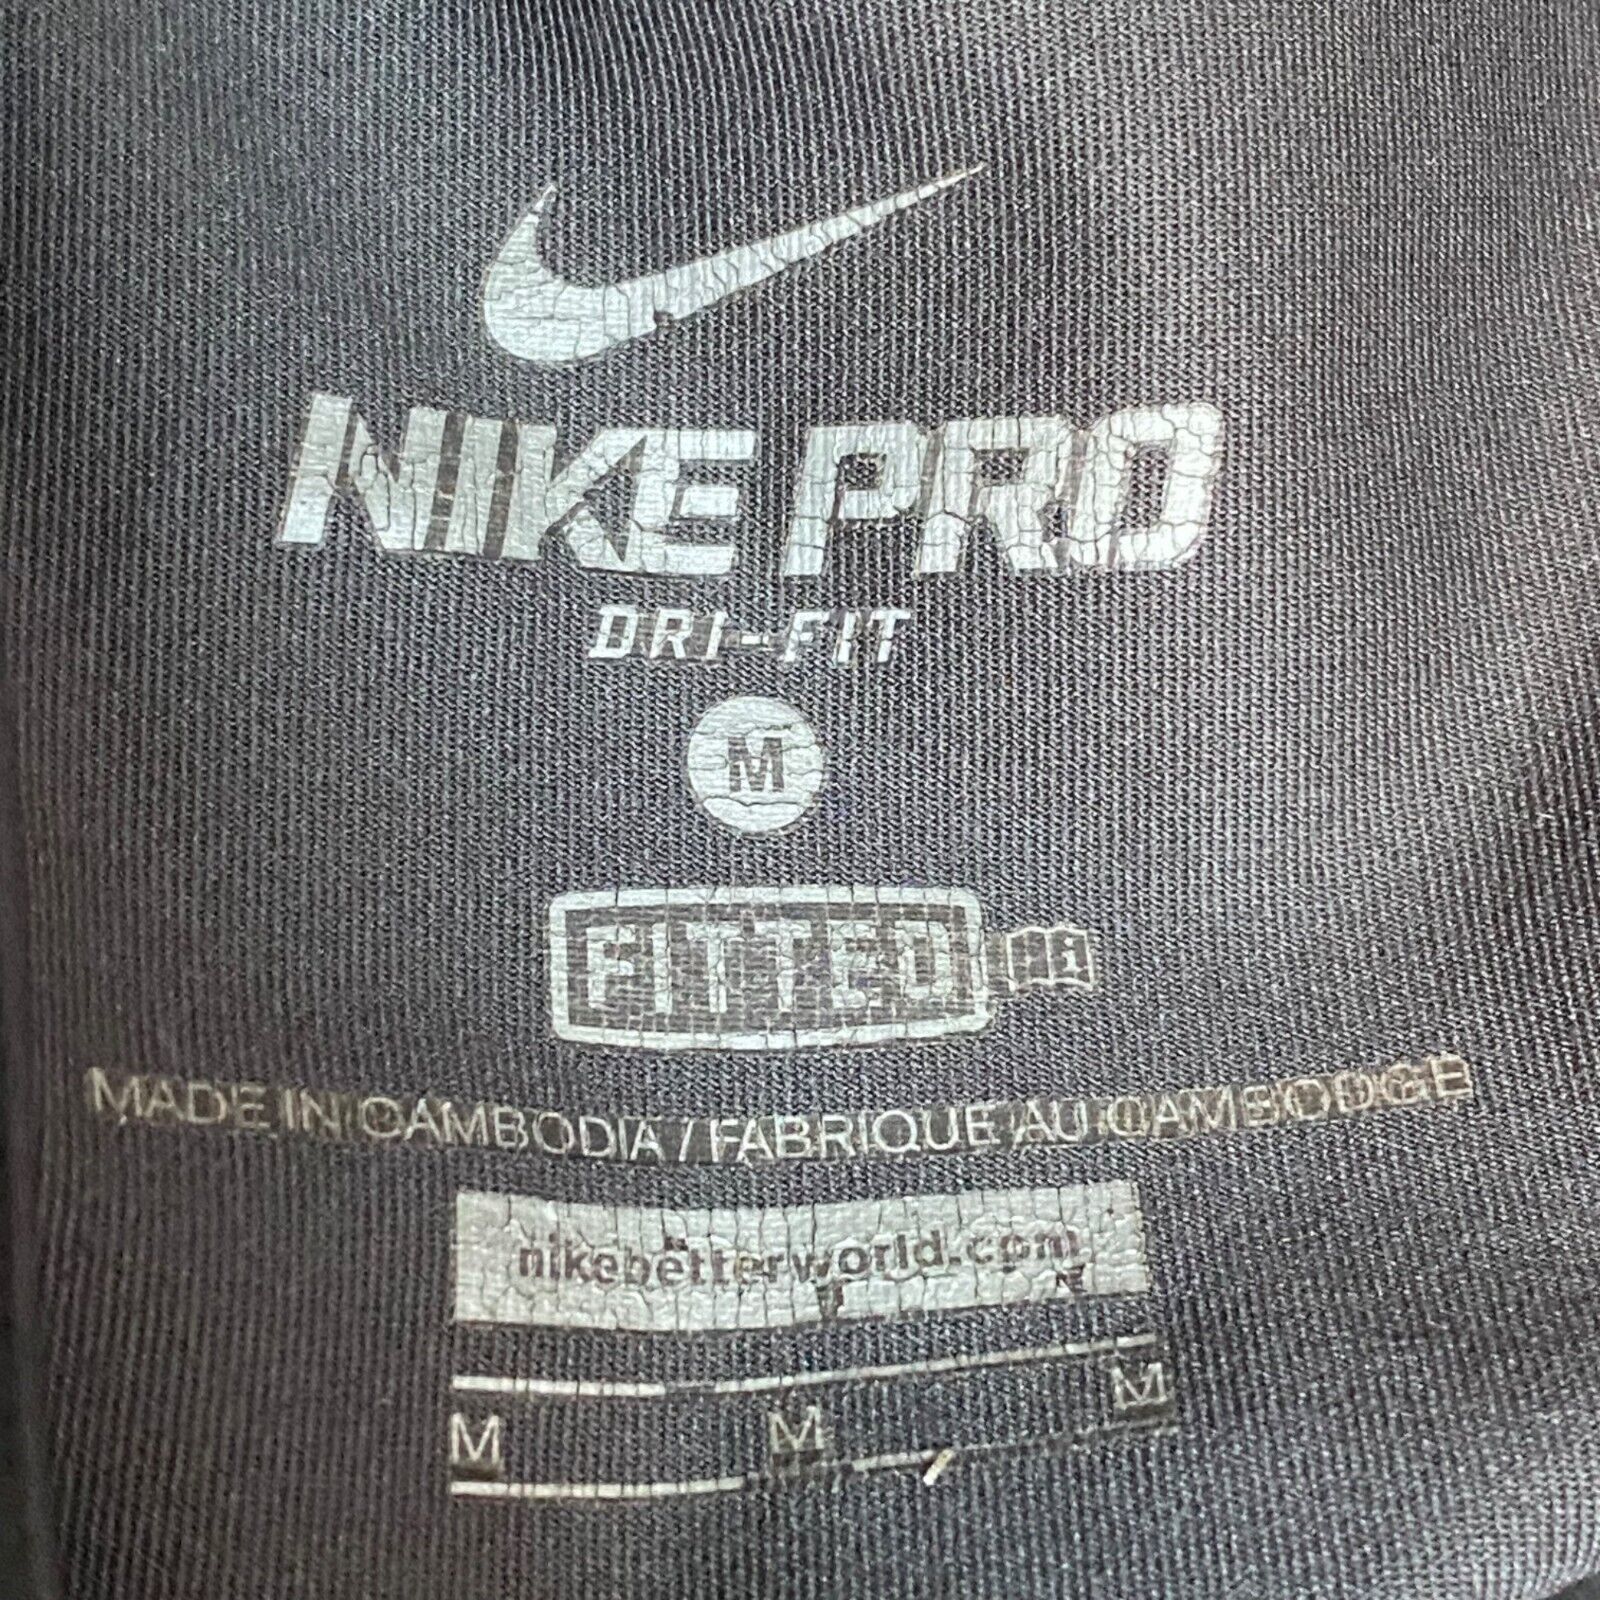 NIKE PRO
DRI-FIT
M
FITTED i
MADE IN CAMBODIA / FABRIQUE AU CAMBODGE
nikebetterworld.com
M M M